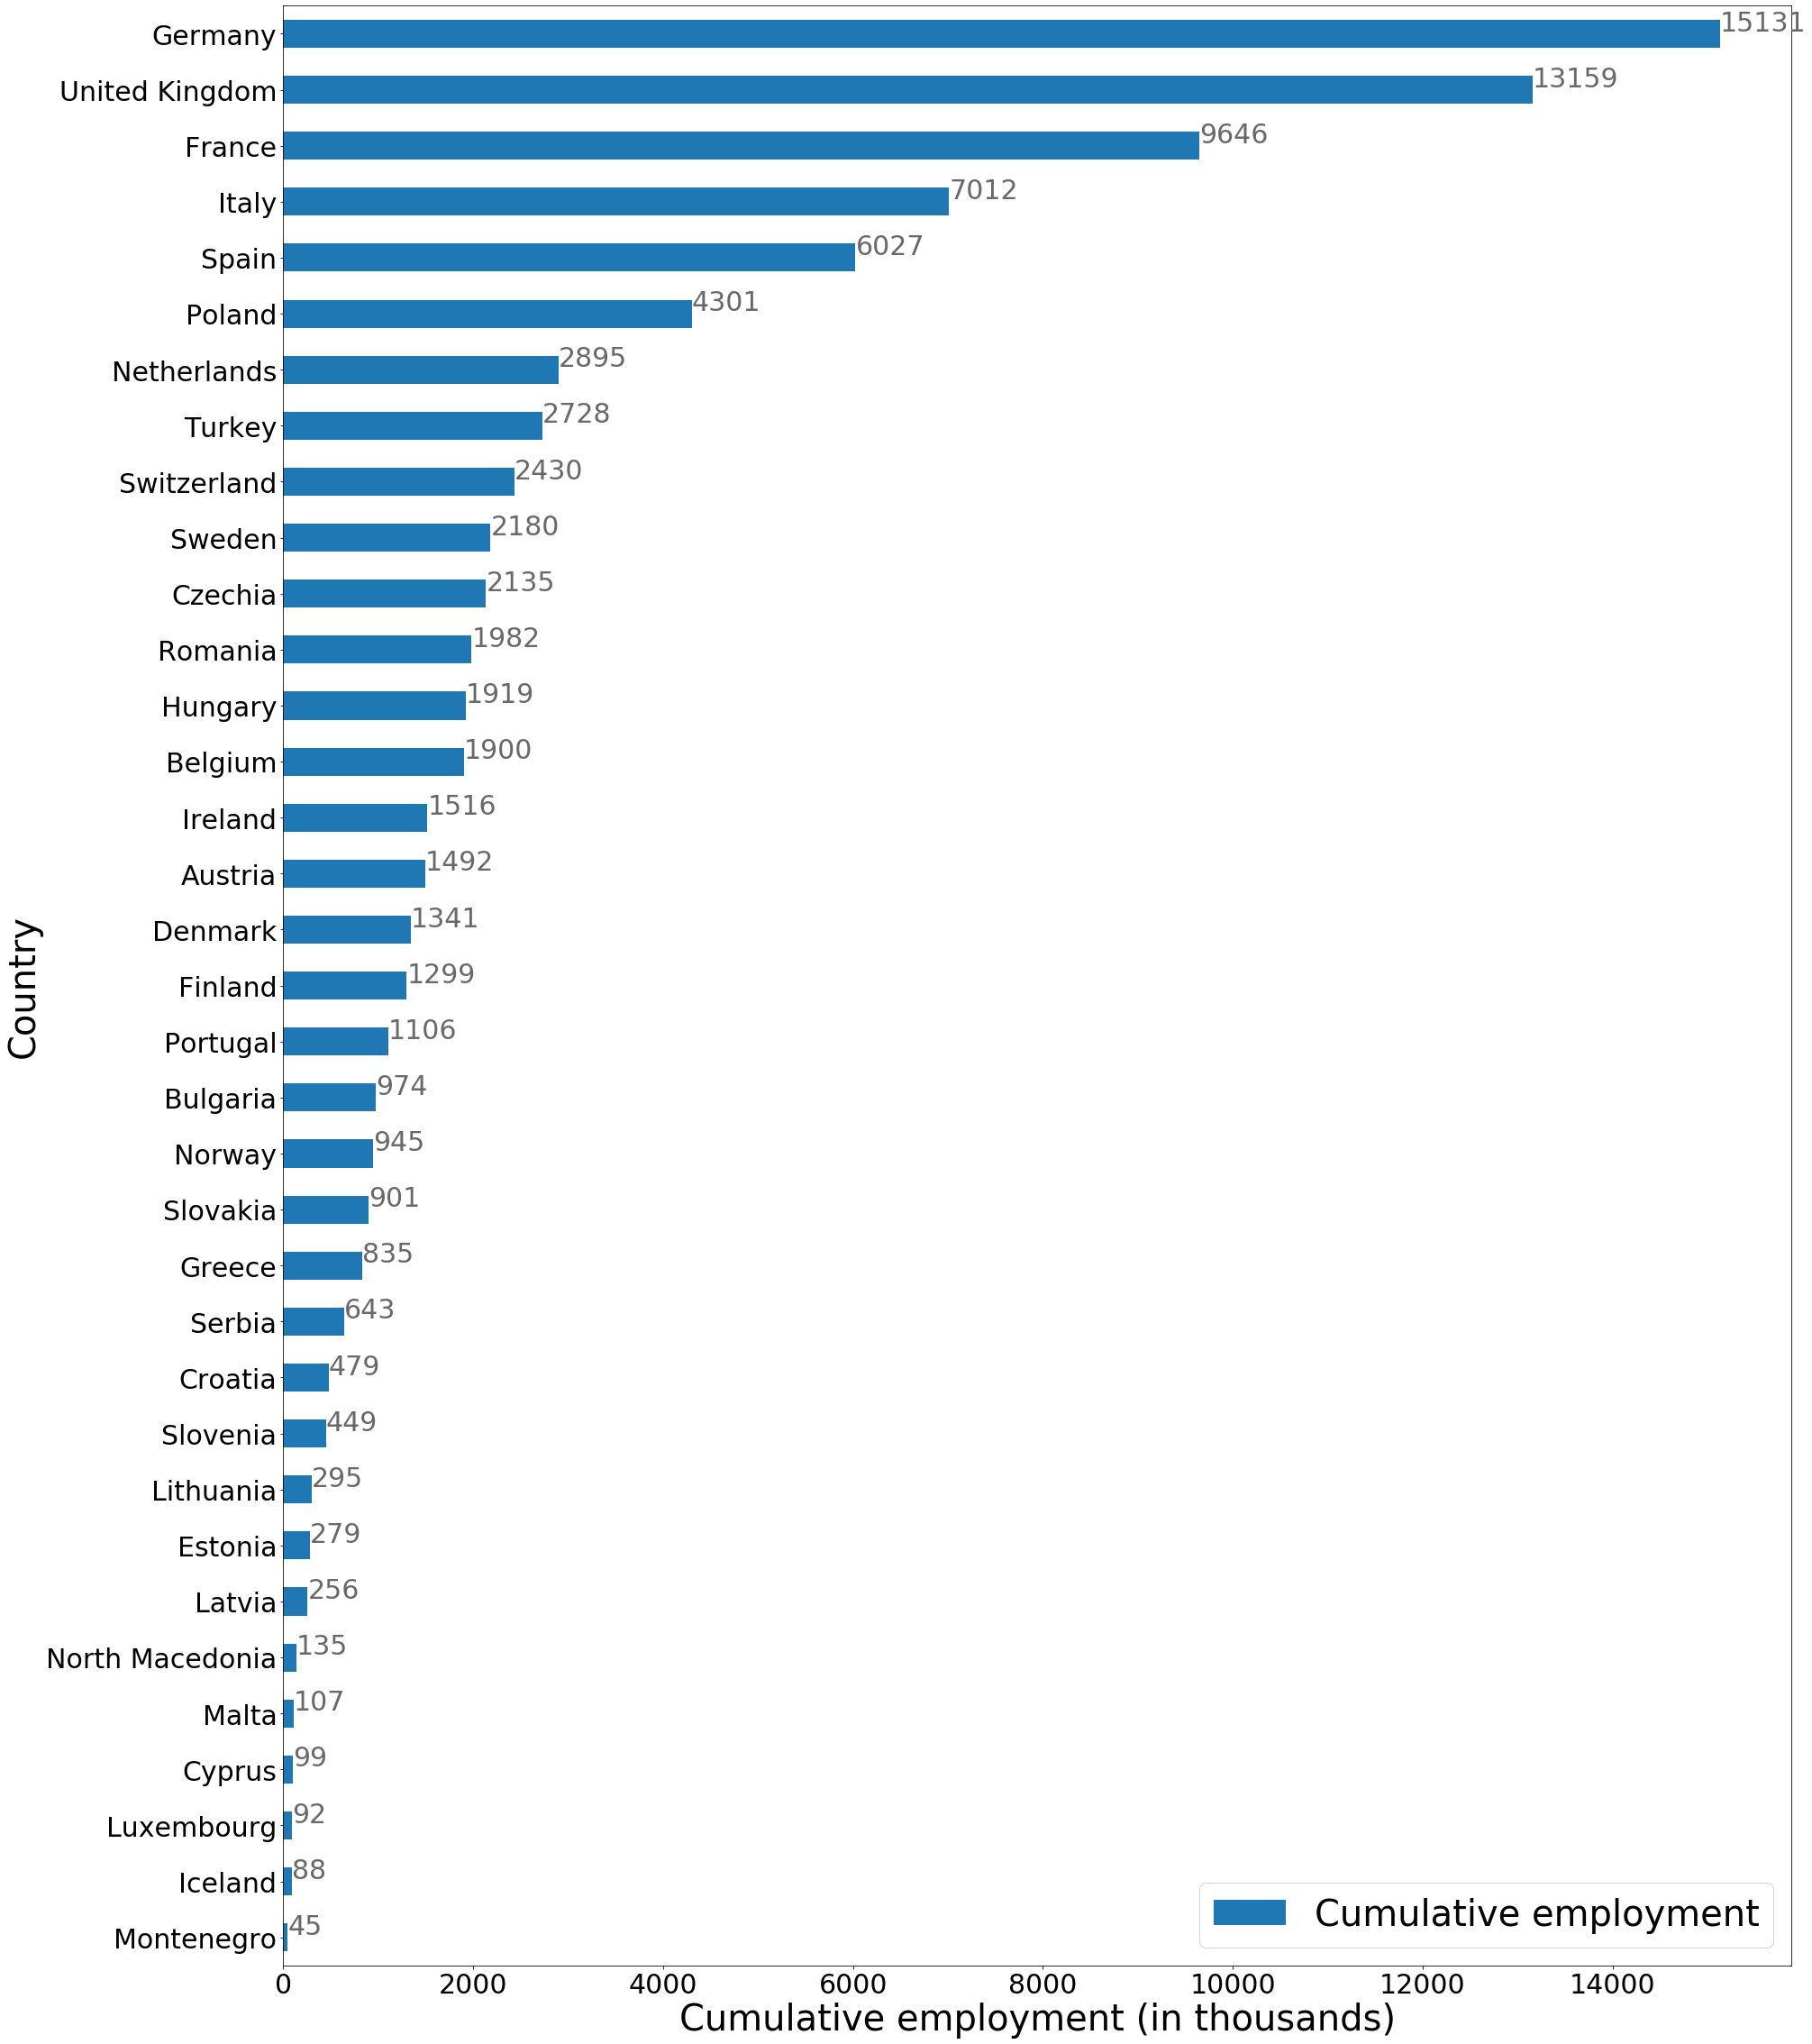 Germany 15131
United Kingdom 13159
France 9646
Italy 7012
Spain 6027
Poland 4301
Netherlands 2895
Turkey 2728
Switzerland 2430
Sweden 2180
Czechia 2135
Romania 1982
Hungary 1919
Belgium 1900
Ireland 1516
Austria 1492
Denmark 1341
Finland 1299
Portugal 1106
Bulgaria 974
Norway 945
Slovakia 901
Greece 835
Serbia 643
Croatia 479
Slovenia 449
Lithuania 295
Estonia 279
Latvia 256
North Macedonia 135
Malta 107
Cyprus 99
Luxembourg 92
Iceland 88
Montenegro 45
Country
Cumulative employment
0 2000 4000 6000 8000 10000 12000 14000
Cumulative employment (in thousands)